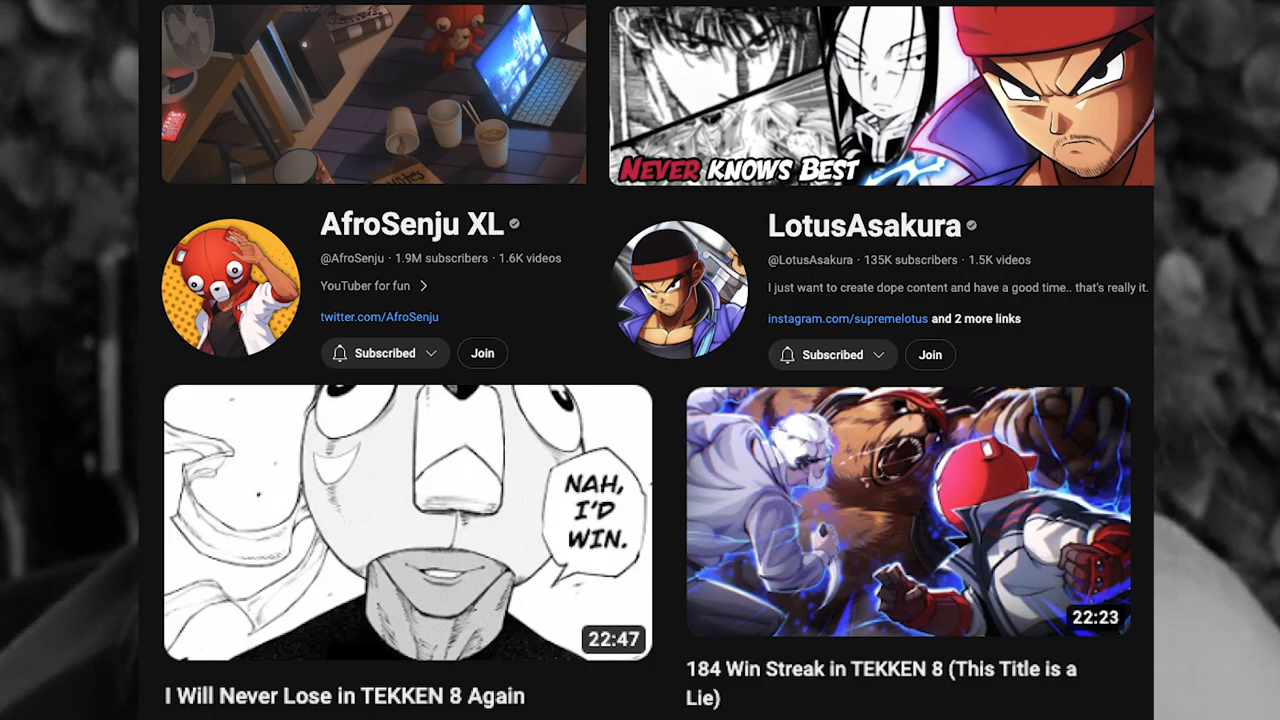 Notes
NEVER KNOWS BEST
AfroSenju XL
@AfroSenju · 1.9M subscribers · 1.6K videos
YouTuber for fun
twitter.com/AfroSenju
Subscribed
Join
LotusAsakura
@LotusAsakura · 135K subscribers · 1.5K videos
I just want to create dope content and have a good time.. that's really it.
instagram.com/supremelotus and 2 more links
Subscribed
Join
NAH,
I'D
WIN.
22:47
I Will Never Lose in TEKKEN 8 Again
22:23
184 Win Streak in TEKKEN 8 (This Title is a
Lie)